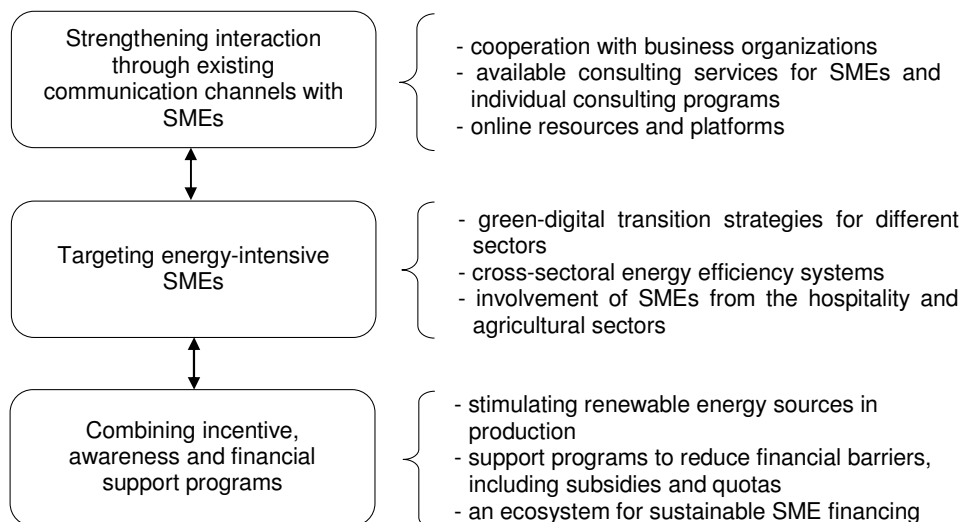 Strengthening interaction
through existing
communication channels with
SMEs
- cooperation with business organizations
- available consulting services for SMEs and
individual consulting programs
- online resources and platforms
Targeting energy-intensive
SMEs
- green-digital transition strategies for different
sectors
- cross-sectoral energy efficiency systems
- involvement of SMEs from the hospitality and
agricultural sectors
Combining incentive,
awareness and financial
support programs
- stimulating renewable energy sources in
production
- support programs to reduce financial barriers,
including subsidies and quotas
- an ecosystem for sustainable SME financing